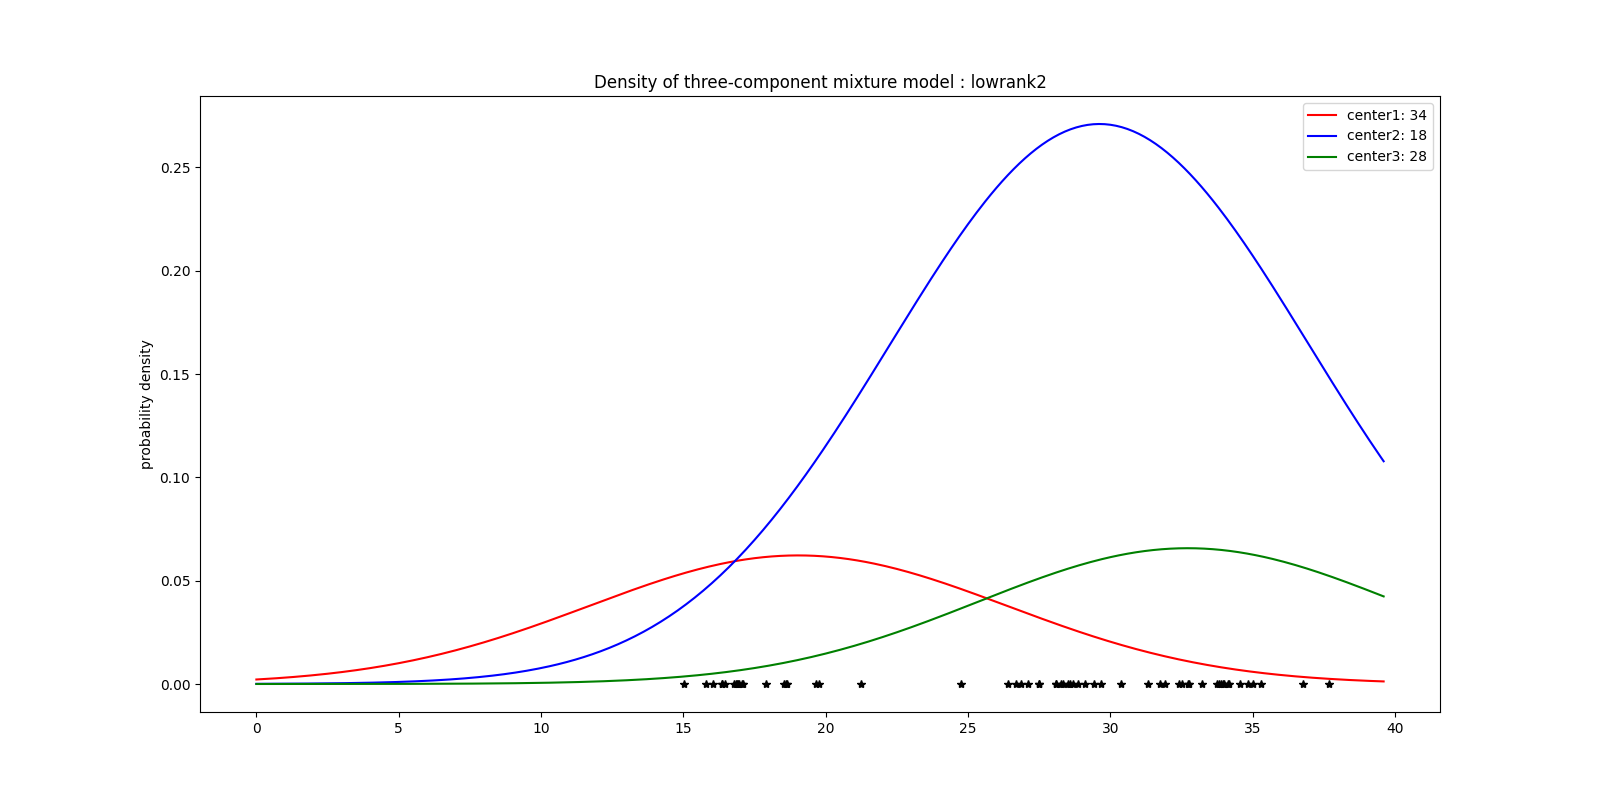 Density of three-component mixture model : lowrank2
center1: 34
center2: 18
center3: 28
probability density
0.25
0.20
0.15
0.10
0.05
0.00
0 5 10 15 20 25 30 35 40